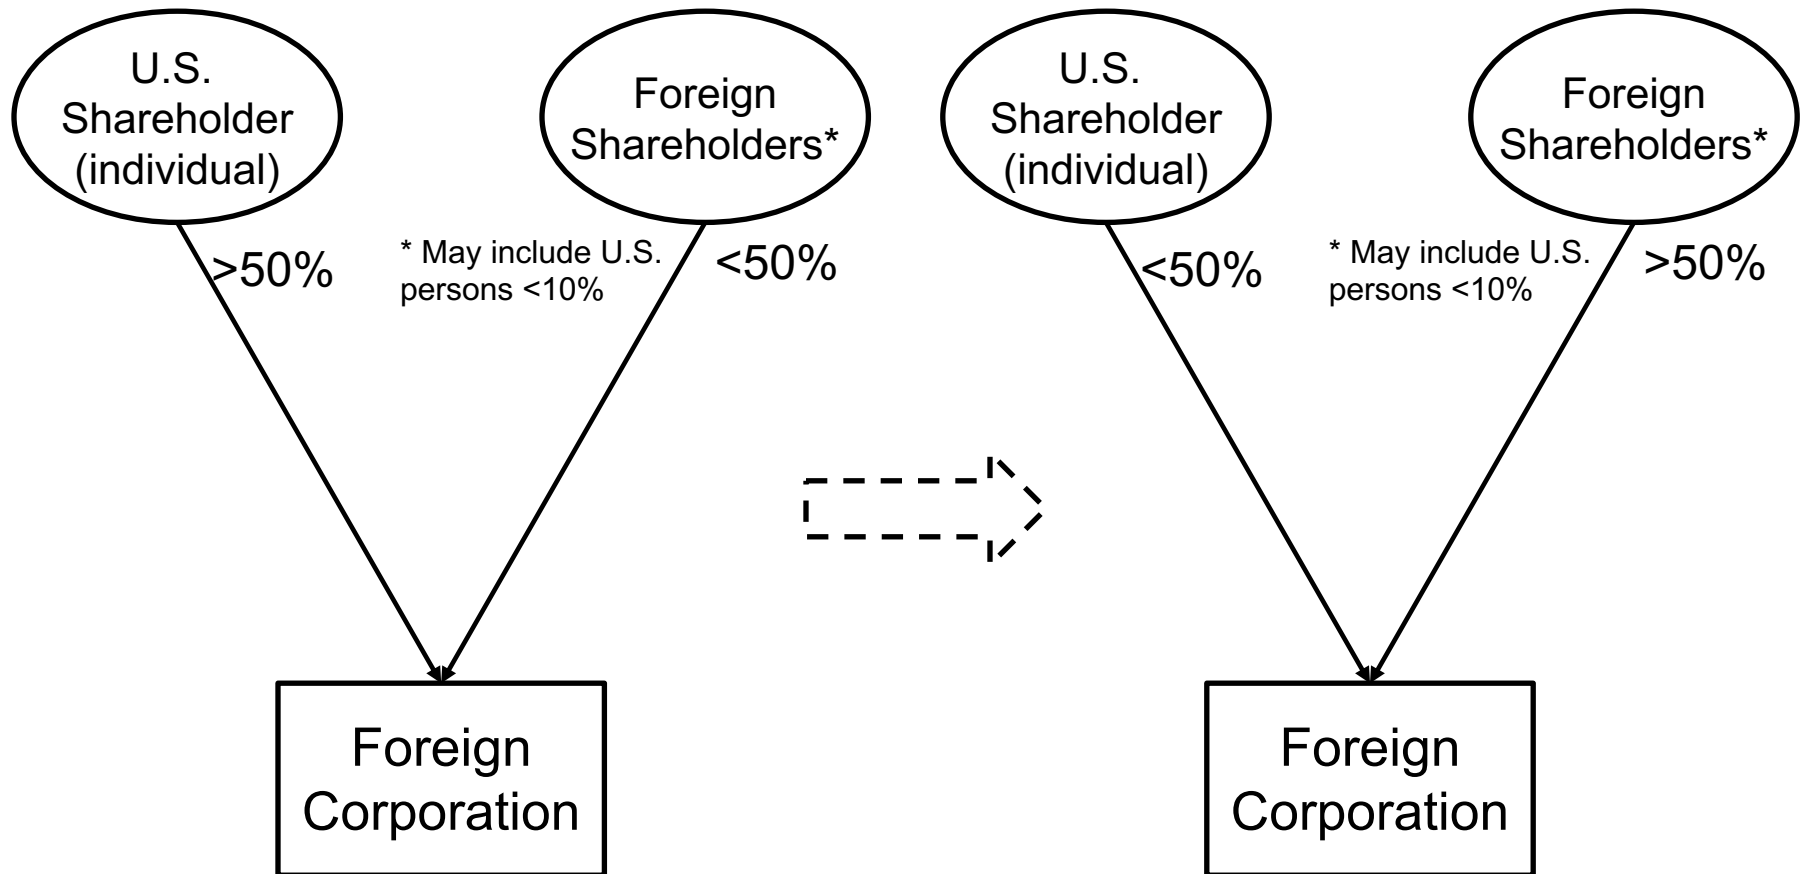 U.S.
Shareholder
(individual)
Foreign
Shareholders*
>50%
* May include U.S.
persons <10%
<50%
Foreign
Corporation
U.S.
Shareholder
(individual)
Foreign
Shareholders*
<50%
* May include U.S.
persons <10%
>50%
Foreign
Corporation